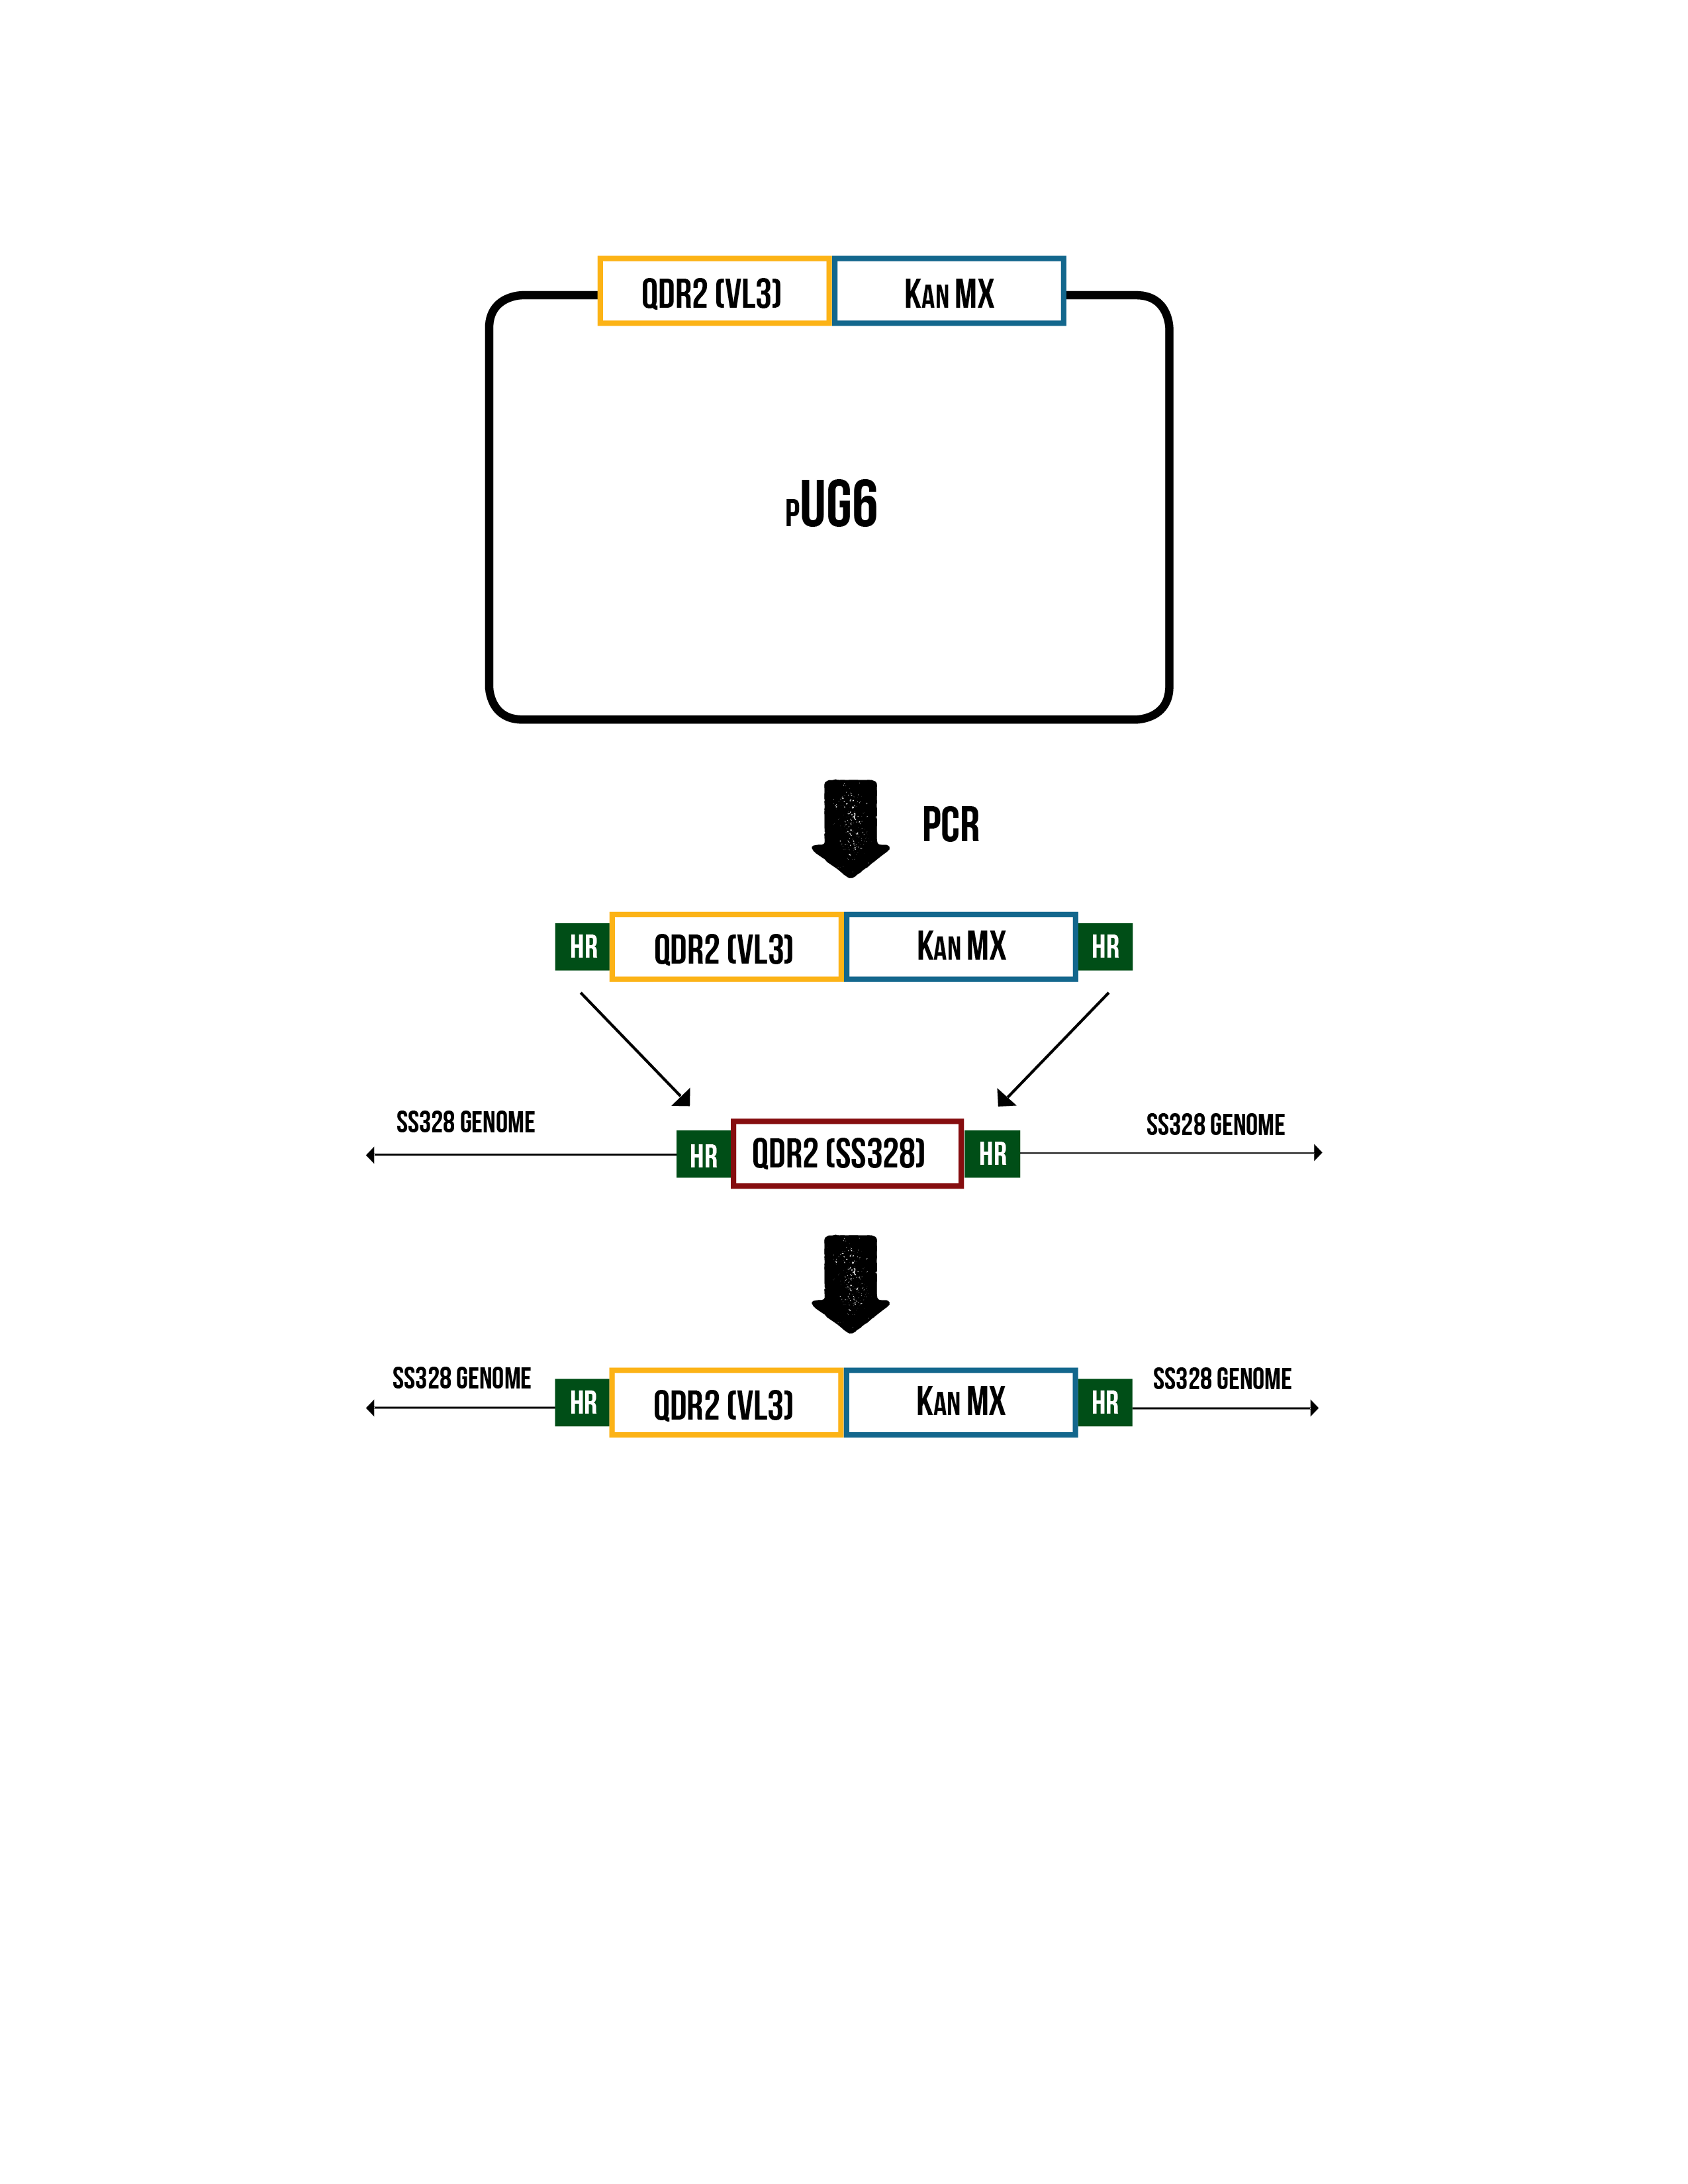 QDR2 (VL3) KAN MX
pUG6
PCR
HR QDR2 (VL3) KAN MX HR
SS328 GENOME SS328 GENOME
HR QDR2 (SS328) HR
SS328 GENOME SS328 GENOME
HR QDR2 (VL3) KAN MX HR